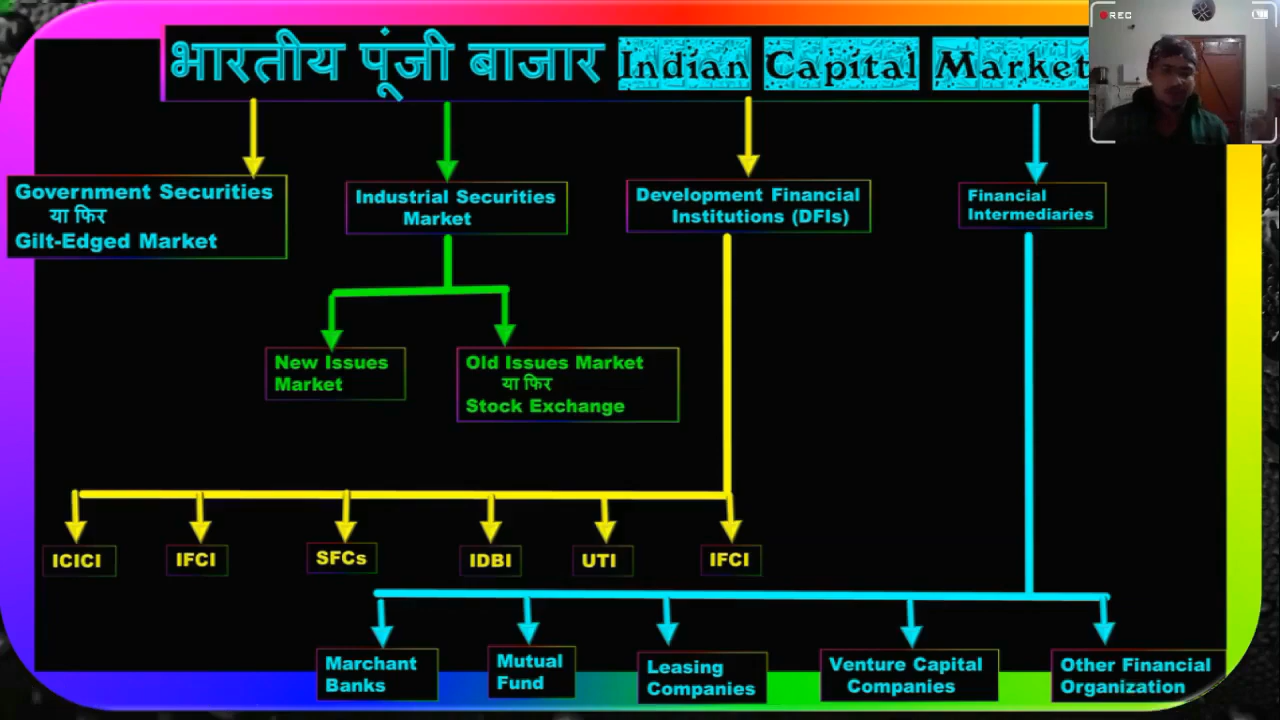 भारतीय पूंजी बाजार Indian Capital Market
REC
Government Securities
या फिर
Gilt-Edged Market
Industrial Securities
Market
Development Financial
Institutions (DFIs)
Financial
Intermediaries
New Issues
Market
Old Issues Market
या फिर
Stock Exchange
ICICI
IFCI
SFCs
IDBI
UTI
IFCI
Marchant
Banks
Mutual
Fund
Leasing
Companies
Venture Capital
Companies
Other Financial
Organization